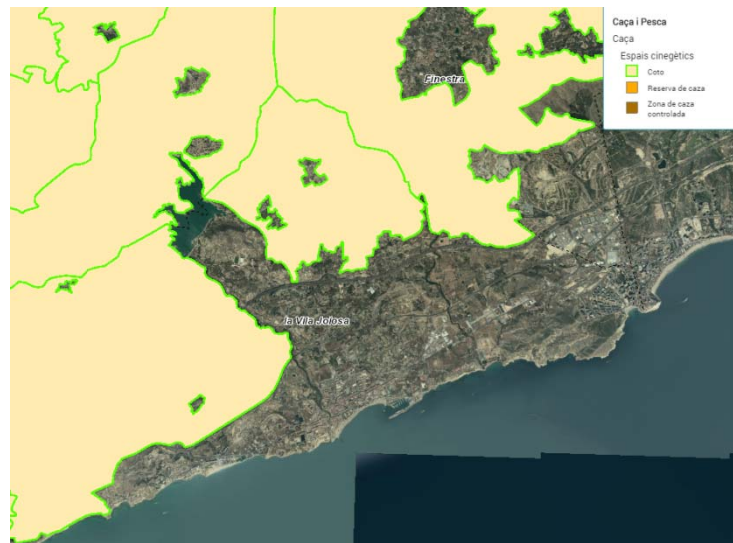 Caça i Pesca
Caça
Espais cinegètics
Coto
Reserva de caza
Zona de caza
controlada
Finestra
la Vila Joiosa